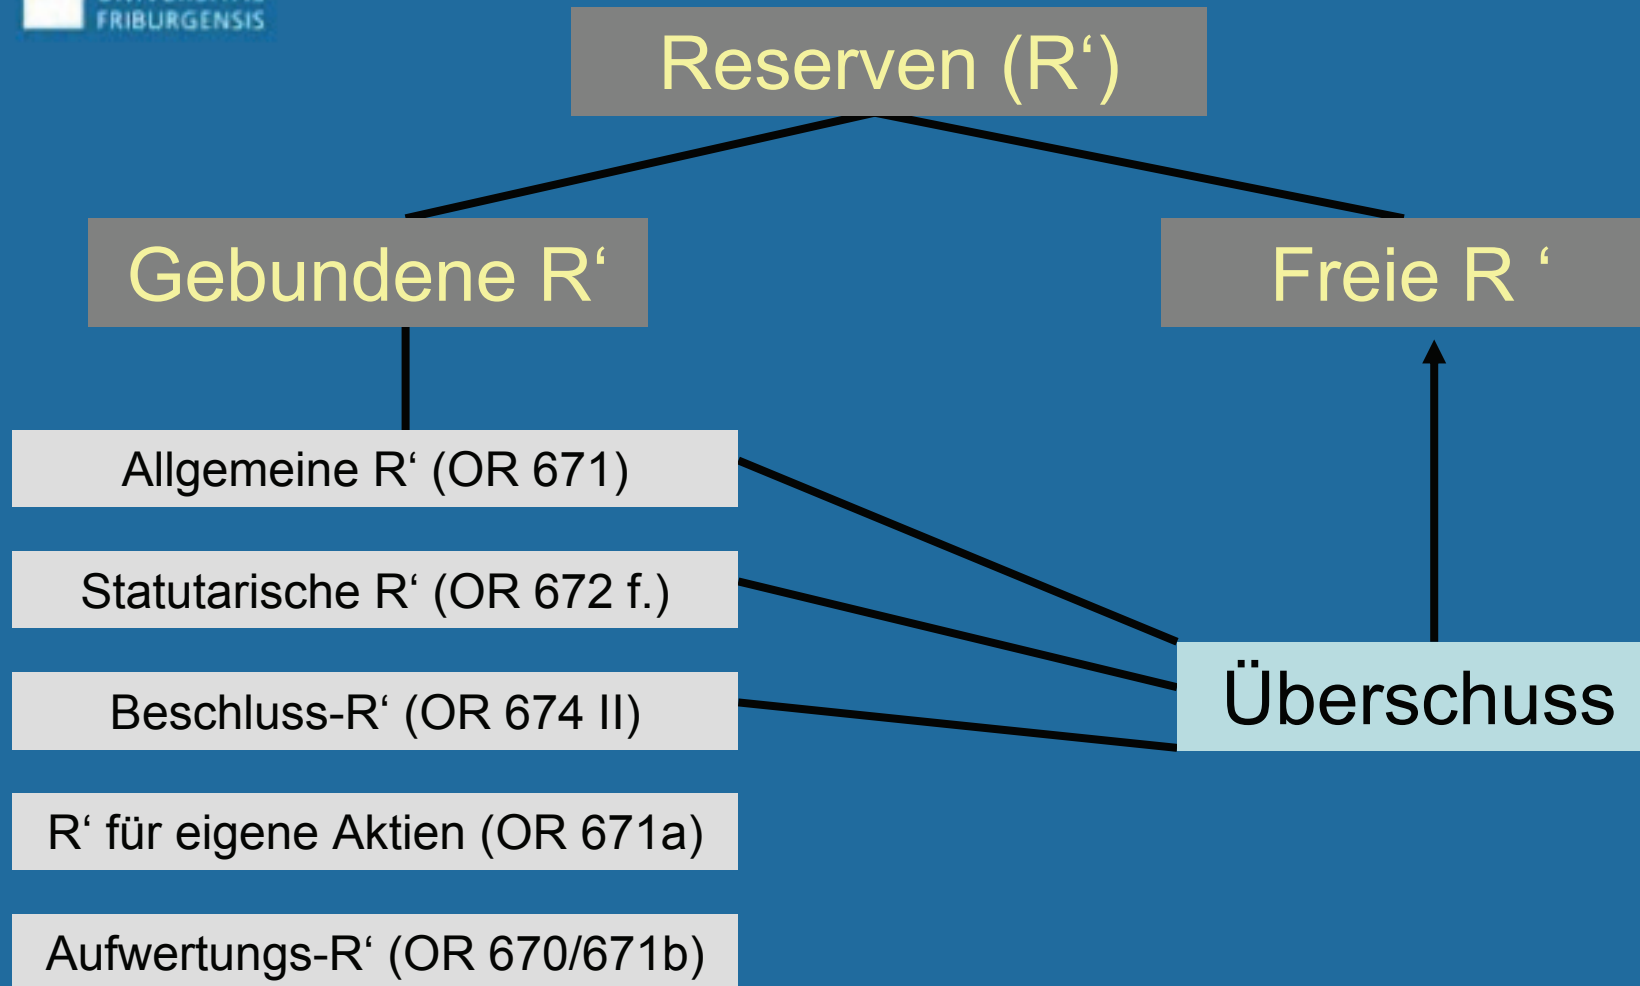 FRIBURGENSIS
Reserven (R‘)
Gebundene R‘
Freie R ‘
Allgemeine R‘ (OR 671)
Statutarische R‘ (OR 672 f.)
Beschluss-R‘ (OR 674 II)
Überschuss
R‘ für eigene Aktien (OR 671a)
Aufwertungs-R‘ (OR 670/671b)